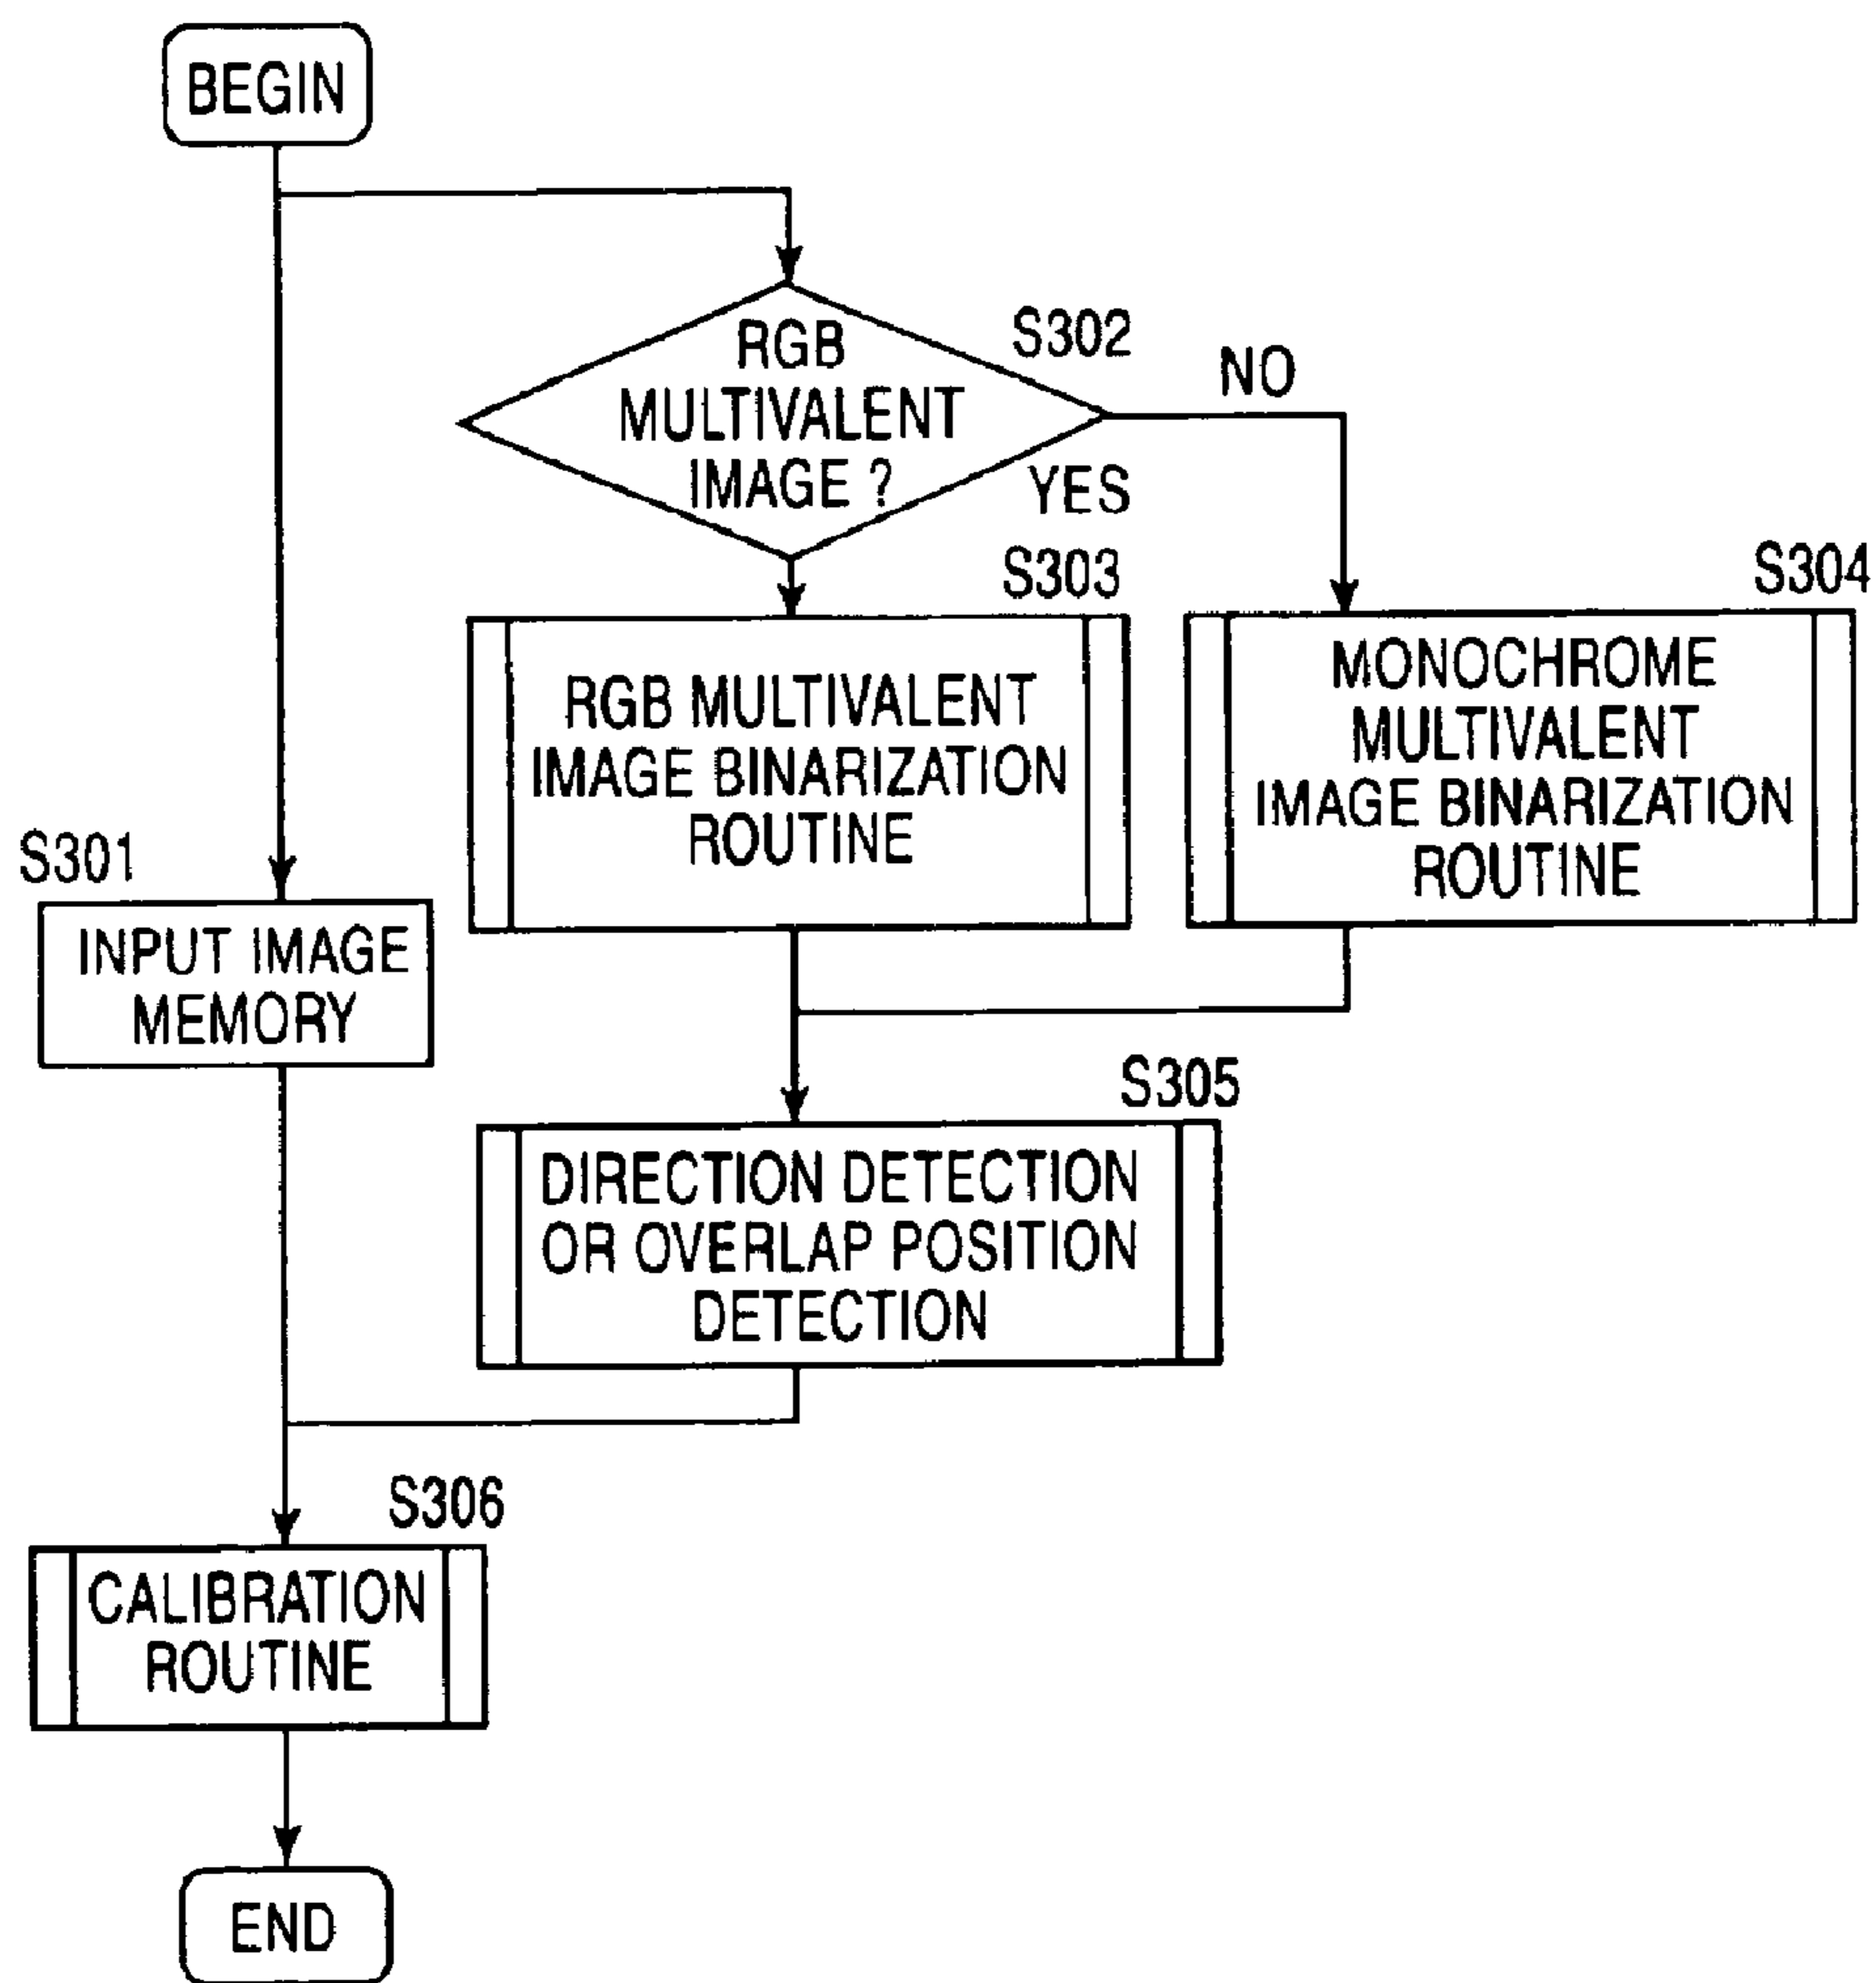 BEGIN
S302
RGB
MULTIVALENT
IMAGE ?
NO
YES
S303
RGB MULTIVALENT
IMAGE BINARIZATION
ROUTINE
S304
MONOCHROME
MULTIVALENT
IMAGE BINARIZATION
ROUTINE
S301
INPUT IMAGE
MEMORY
S305
DIRECTION DETECTION
OR OVERLAP POSITION
DETECTION
S306
CALIBRATION
ROUTINE
END